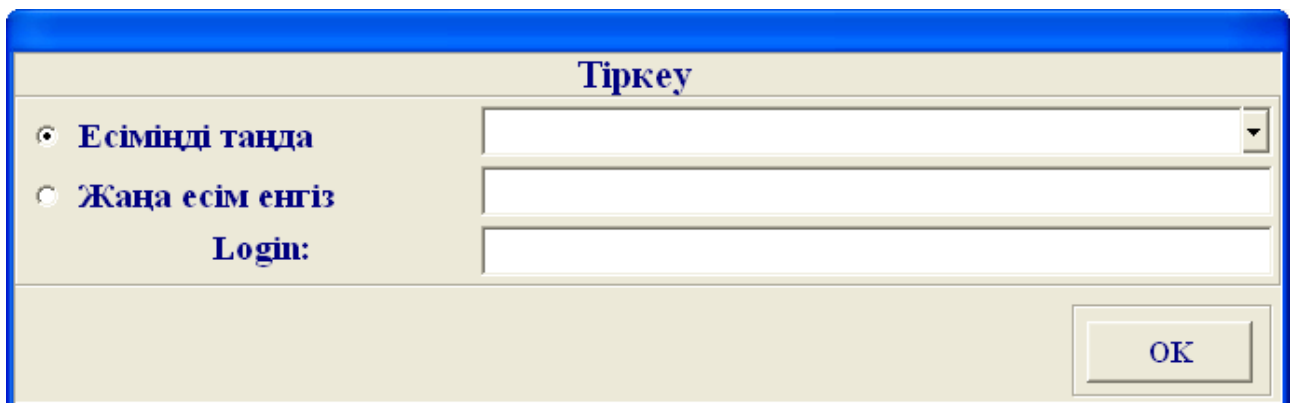 Тіркеу
Есіміңді таңда
Жаңа есім енгіз
Login:
OK